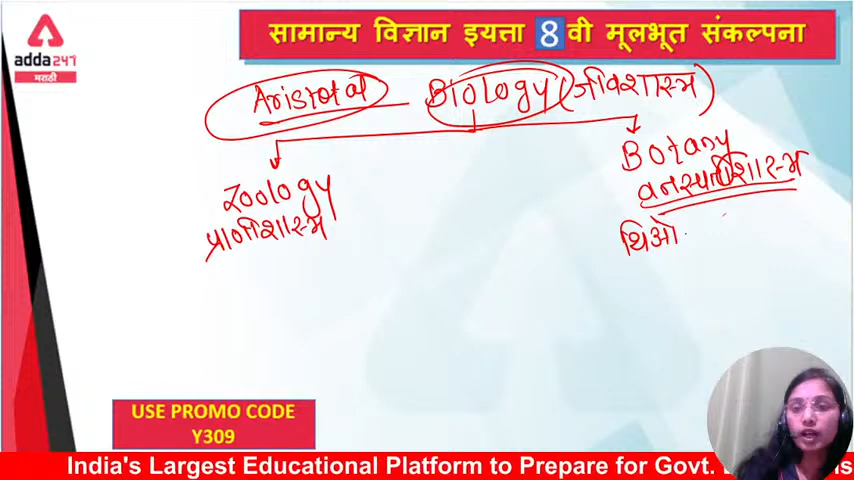 सामान्य विज्ञान इयत्ता 8 वी मूलभूत संकल्पना
adda247
मराठी
Aristotal Biology (जीवशास्त्र)
Zoology
प्राणीशास्त्र
Botany
वनस्पतीशास्त्र
थिओ.
USE PROMO CODE
Y309
India's Largest Educational Platform to Prepare for Govt.